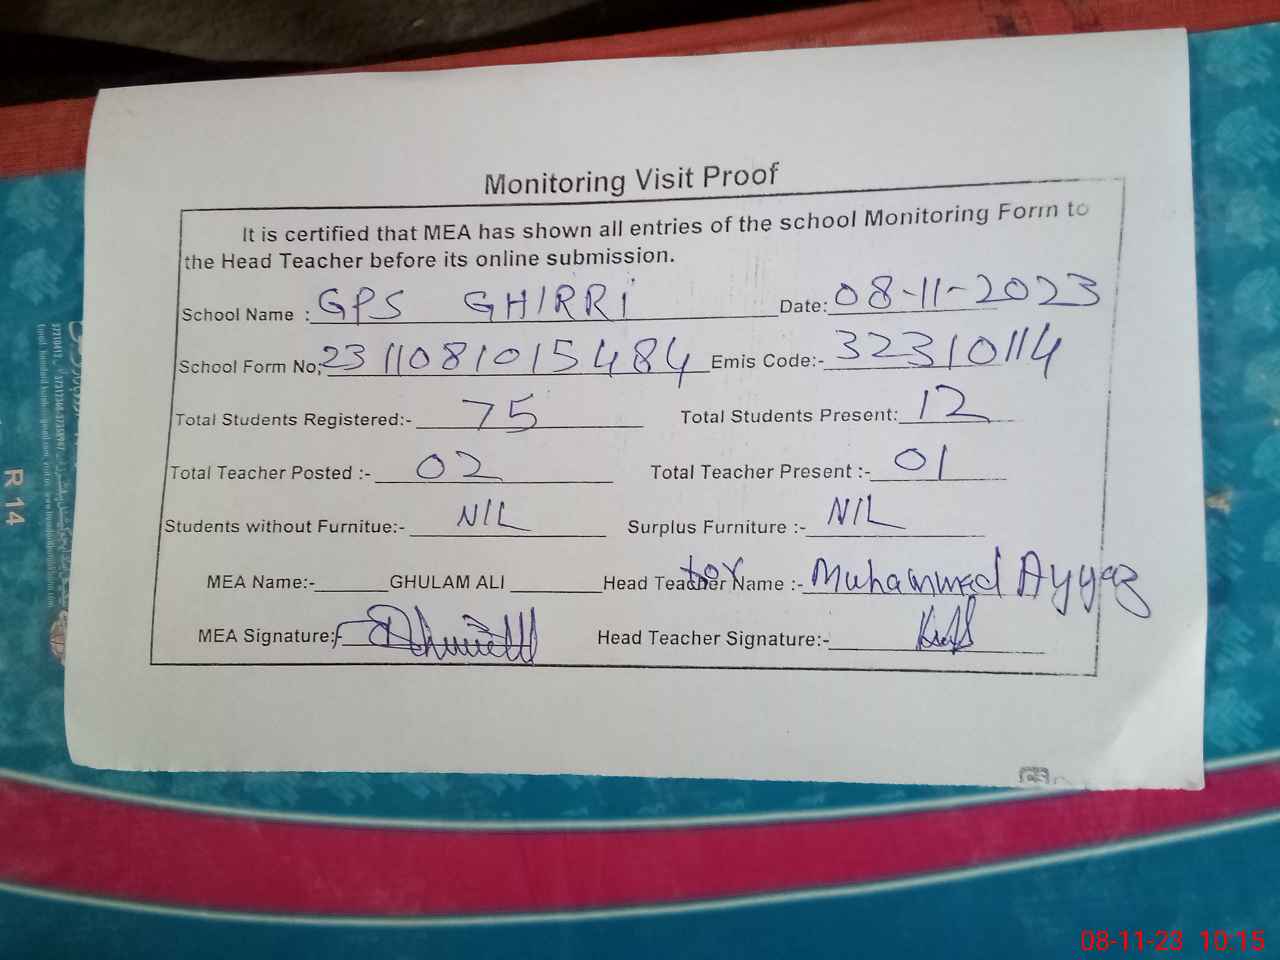 Monitoring Visit Proof
It is certified that MEA has shown all entries of the school Monitoring Form to
the Head Teacher before its online submission.
School Name : GPS GHIRRI Date: 08-11-2023
School Form No: 2311081015484 Emis Code:- 32310114
Total Students Registered:- 75 Total Students Present: 12
Total Teacher Posted :- 02 Total Teacher Present :- 01
Students without Furnitue:- NIL Surplus Furniture :- NIL
MEA Name:- GHULAM ALI for Head Teacher Name :- Muhammad Ayyaz
MEA Signature:- Head Teacher Signature:-
R 14
08-11-23 10:15